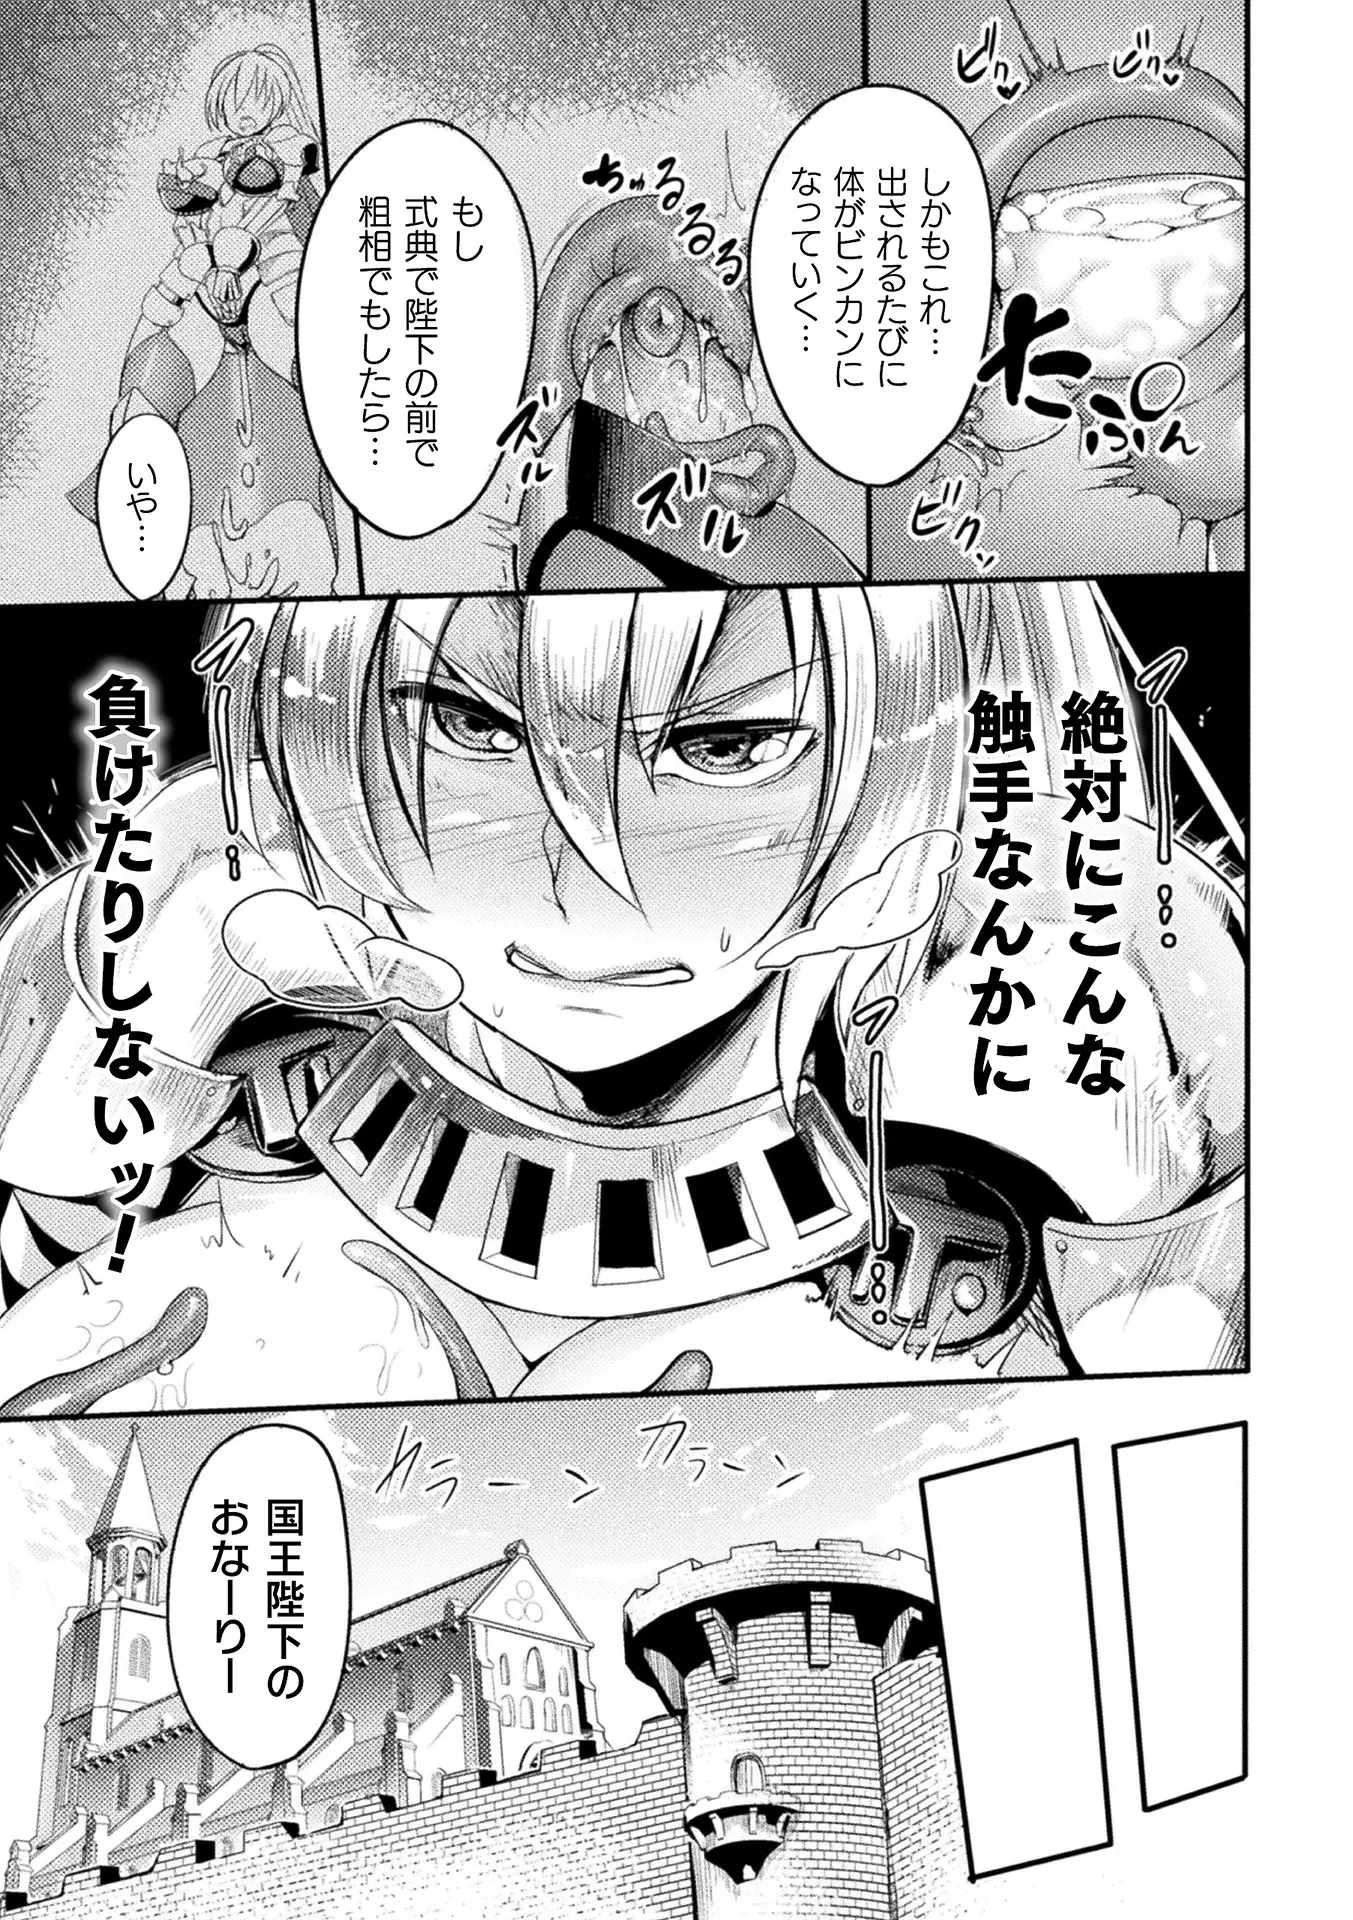 ビクッ
ビクッ
たぷん
ビクッ
しかもこれ…
出されるたびに
体がビンカンに
なっていく…
ちゅるるるる
ズルッ
ズルッ
もし
式典で陛下の前で
粗相でもしたら…
いや…
絶対にこんな
触手なんかに
負けたりしないッ！
カラーン
カラーン
国王陛下の
おなーりー